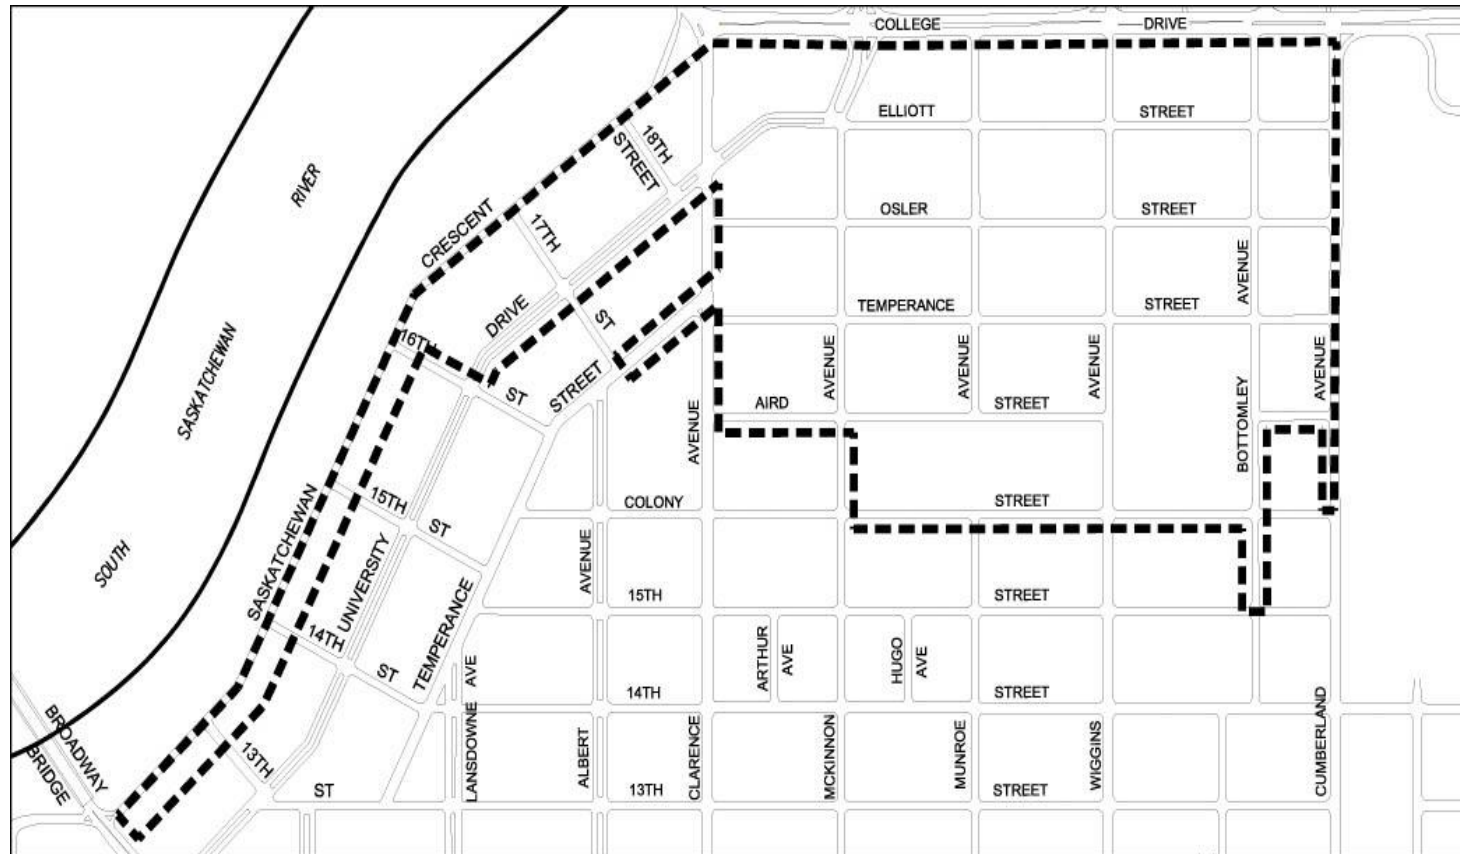 COLLEGE DRIVE
ELLIOTT STREET
18TH STREET
RIVER
OSLER STREET
17TH ST
CRESCENT
AVENUE
TEMPERANCE STREET
DRIVE
SASKATCHEWAN
16TH ST
STREET
AVENUE
AVENUE
AVENUE
AVENUE
AIRD STREET
BOTTOMLEY
AVENUE
15TH ST
COLONY STREET
SASKATCHEWAN
UNIVERSITY
AVENUE
SOUTH
15TH STREET
TEMPERANCE
14TH ST
ARTHUR AVE
HUGO AVE
AVE
14TH STREET
BROADWAY
BRIDGE
13TH ST
LANSDOWNE
ALBERT
CLARENCE
MCKINNON
MUNROE
WIGGINS
CUMBERLAND
13TH STREET